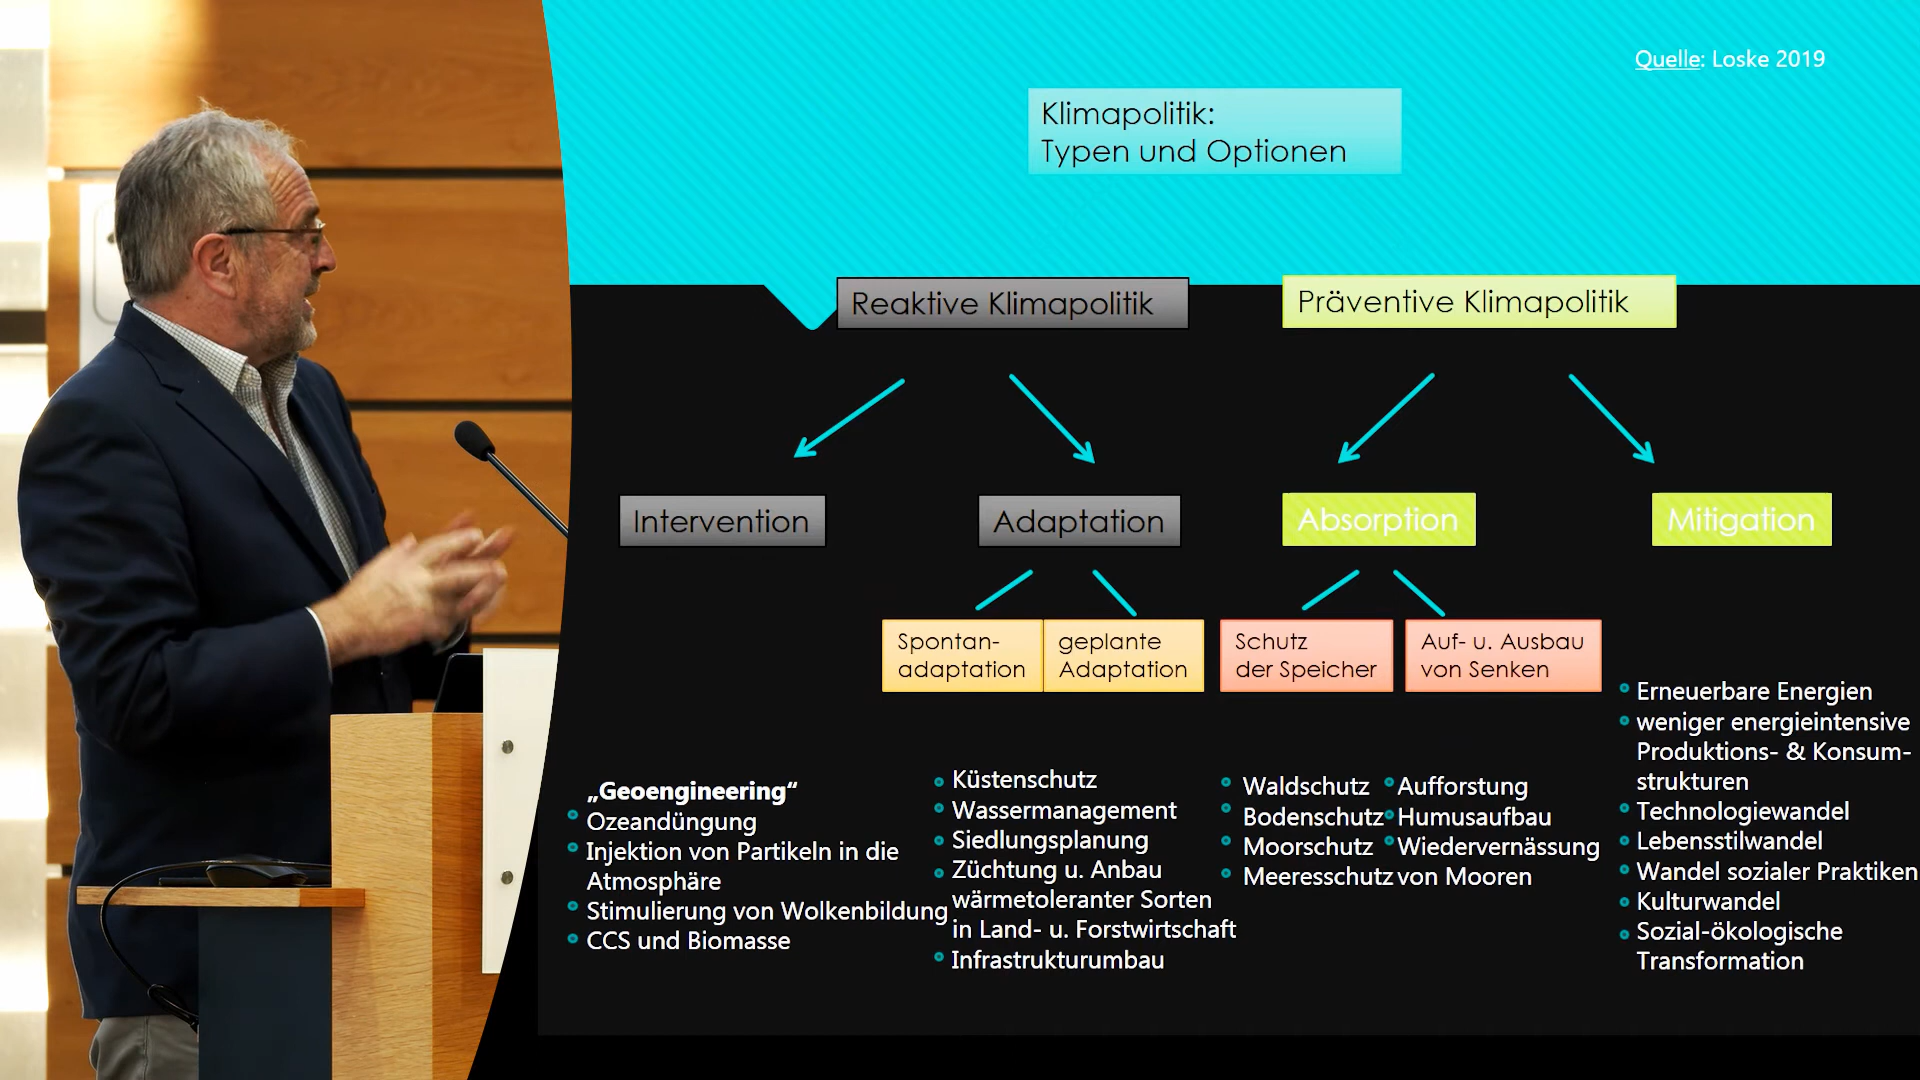 Quelle: Loske 2019
Klimapolitik:
Typen und Optionen
Reaktive Klimapolitik
Präventive Klimapolitik
Intervention
Adaptation
Absorption
Mitigation
Spontan-
adaptation
geplante
Adaptation
Schutz
der Speicher
Auf- u. Ausbau
von Senken
„Geoengineering“
Ozeandüngung
Injektion von Partikeln in die
Atmosphäre
Stimulierung von Wolkenbildung
CCS und Biomasse
Küstenschutz
Wassermanagement
Siedlungsplanung
Züchtung u. Anbau
wärmetoleranter Sorten
in Land- u. Forstwirtschaft
Infrastrukturumbau
Waldschutz
Bodenschutz
Moorschutz
Meeresschutz
Aufforstung
Humusaufbau
Wiedervernässung
von Mooren
Erneuerbare Energien
weniger energieintensive
Produktions- & Konsum-
strukturen
Technologiewandel
Lebensstilwandel
Wandel sozialer Praktiken
Kulturwandel
Sozial-ökologische
Transformation